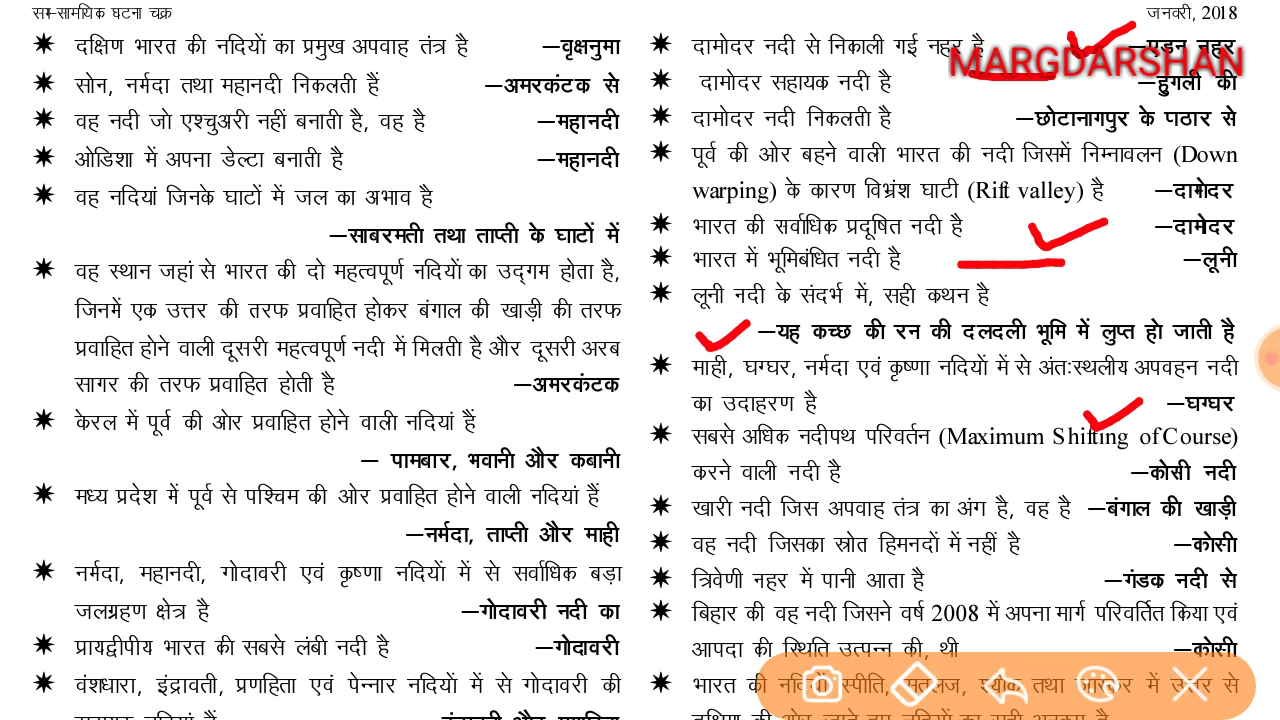 सम-सामयिक घटना चक्र
जनवरी, 2018
✷ दक्षिण भारत की नदियों का प्रमुख अपवाह तंत्र है —वृक्षनुमा
✷ सोन, नर्मदा तथा महानदी निकलती हैं —अमरकंटक से
✷ वह नदी जो एश्चुअरी नहीं बनाती है, वह है —महानदी
✷ ओडिशा में अपना डेल्टा बनाती है —महानदी
✷ वह नदियां जिनके घाटों में जल का अभाव है
—साबरमती तथा ताप्ती के घाटों में
✷ वह स्थान जहां से भारत की दो महत्वपूर्ण नदियों का उद्गम होता है,
जिनमें एक उत्तर की तरफ प्रवाहित होकर बंगाल की खाड़ी की तरफ
प्रवाहित होने वाली दूसरी महत्वपूर्ण नदी में मिलती है और दूसरी अरब
सागर की तरफ प्रवाहित होती है —अमरकंटक
✷ केरल में पूर्व की ओर प्रवाहित होने वाली नदियां हैं
— पामबार, भवानी और कबानी
✷ मध्य प्रदेश में पूर्व से पश्चिम की ओर प्रवाहित होने वाली नदियां हैं
—नर्मदा, ताप्ती और माही
✷ नर्मदा, महानदी, गोदावरी एवं कृष्णा नदियों में से सर्वाधिक बड़ा
जलग्रहण क्षेत्र है —गोदावरी नदी का
✷ प्रायद्वीपीय भारत की सबसे लंबी नदी है —गोदावरी
✷ वंशधारा, इंद्रावती, प्रणहिता एवं पेन्नार नदियों में से गोदावरी की
✷ दामोदर नदी से निकाली गई नहर है —एडन नहर
MARGDARSHAN
✷ दामोदर सहायक नदी है —हुगली की
✷ दामोदर नदी निकलती है —छोटानागपुर के पठार से
✷ पूर्व की ओर बहने वाली भारत की नदी जिसमें निम्नावलन (Down
warping) के कारण विभ्रंश घाटी (Rift valley) है —दामोदर
✷ भारत की सर्वाधिक प्रदूषित नदी है —दामोदर
✷ भारत में भूमिबंधित नदी है —लूनी
✷ लूनी नदी के संदर्भ में, सही कथन है
—यह कच्छ की रन की दलदली भूमि में लुप्त हो जाती है
✷ माही, घग्घर, नर्मदा एवं कृष्णा नदियों में से अंतःस्थलीय अपवहन नदी
का उदाहरण है —घग्घर
✷ सबसे अधिक नदीपथ परिवर्तन (Maximum Shifting of Course)
करने वाली नदी है —कोसी नदी
✷ खारी नदी जिस अपवाह तंत्र का अंग है, वह है —बंगाल की खाड़ी
✷ वह नदी जिसका स्रोत हिमनदों में नहीं है —कोसी
✷ त्रिवेणी नहर में पानी आता है —गंडक नदी से
✷ बिहार की वह नदी जिसने वर्ष 2008 में अपना मार्ग परिवर्तित किया एवं
आपदा की स्थिति उत्पन्न की, थी —कोसी
✷ भारत की नदियों स्पीति, सतलज, श्योक तथा जास्कर में उत्तर से